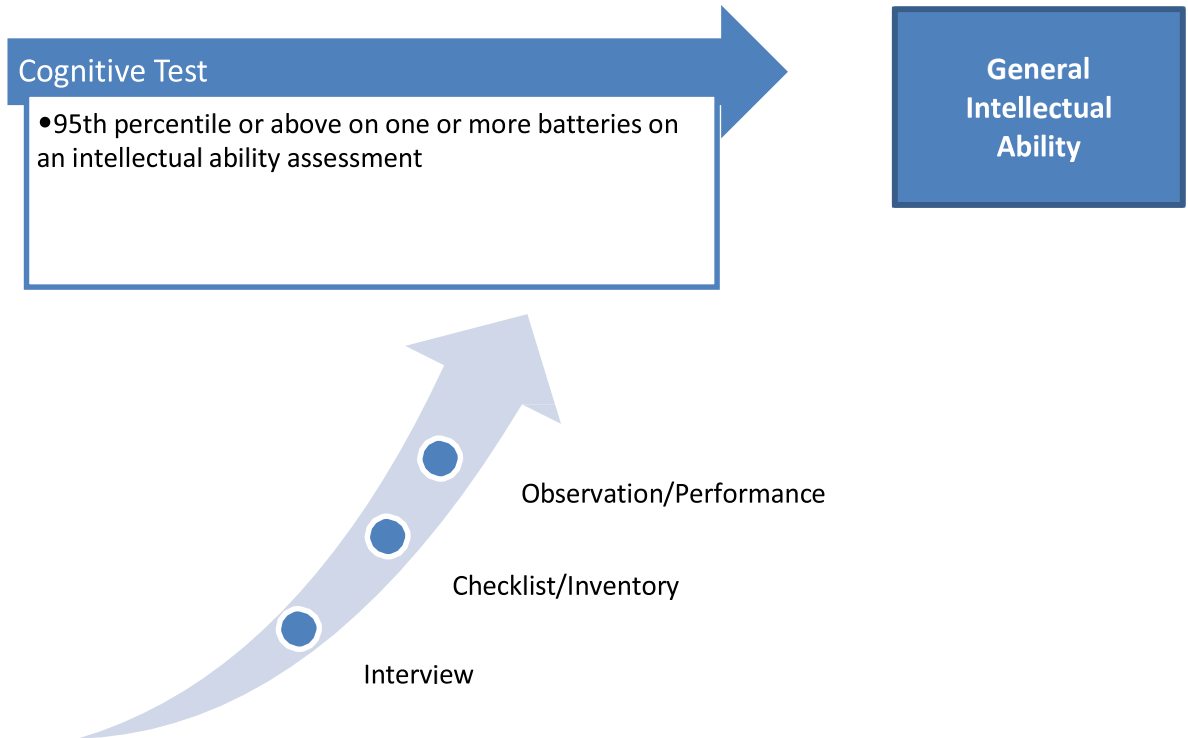 Cognitive Test
•95th percentile or above on one or more batteries on
an intellectual ability assessment
General
Intellectual
Ability
Observation/Performance
Checklist/Inventory
Interview